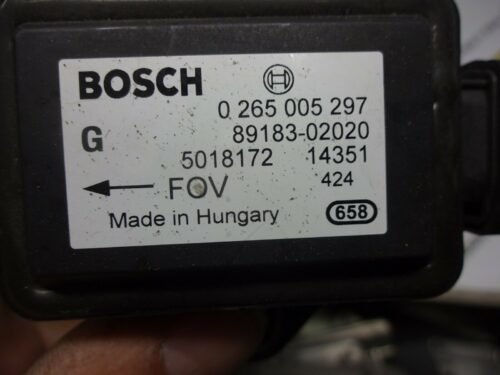 BOSCH
0 265 005 297
G 89183-02020
5018172 14351
FOV 424
Made in Hungary 658